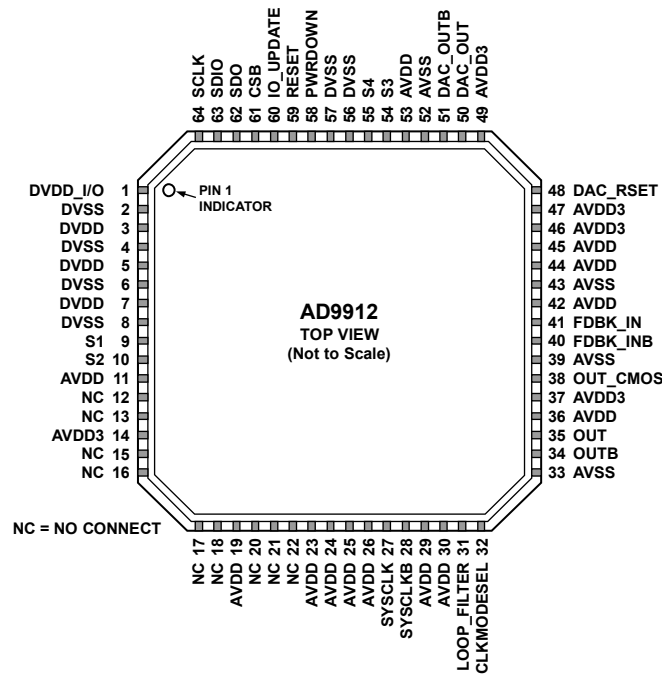 64 SCLK
63 SDIO
62 SDO
61 CSB
60 IO_UPDATE
59 RESET
58 PWRDOWN
57 DVSS
56 DVSS
55 S4
54 S3
53 AVDD
52 AVSS
51 DAC_OUTB
50 DAC_OUT
49 AVDD3
DVDD_I/O 1
DVSS 2
DVDD 3
DVSS 4
DVDD 5
DVSS 6
DVDD 7
DVSS 8
S1 9
S2 10
AVDD 11
NC 12
NC 13
AVDD3 14
NC 15
NC 16
PIN 1
INDICATOR
AD9912
TOP VIEW
(Not to Scale)
48 DAC_RSET
47 AVDD3
46 AVDD3
45 AVDD
44 AVDD
43 AVSS
42 AVDD
41 FDBK_IN
40 FDBK_INB
39 AVSS
38 OUT_CMOS
37 AVDD3
36 AVDD
35 OUT
34 OUTB
33 AVSS
NC = NO CONNECT
NC 17
NC 18
AVDD 19
NC 20
NC 21
NC 22
AVDD 23
AVDD 24
AVDD 25
AVDD 26
SYSCLK 27
SYSCLKB 28
AVDD 29
AVDD 30
LOOP_FILTER 31
CLKMODESEL 32